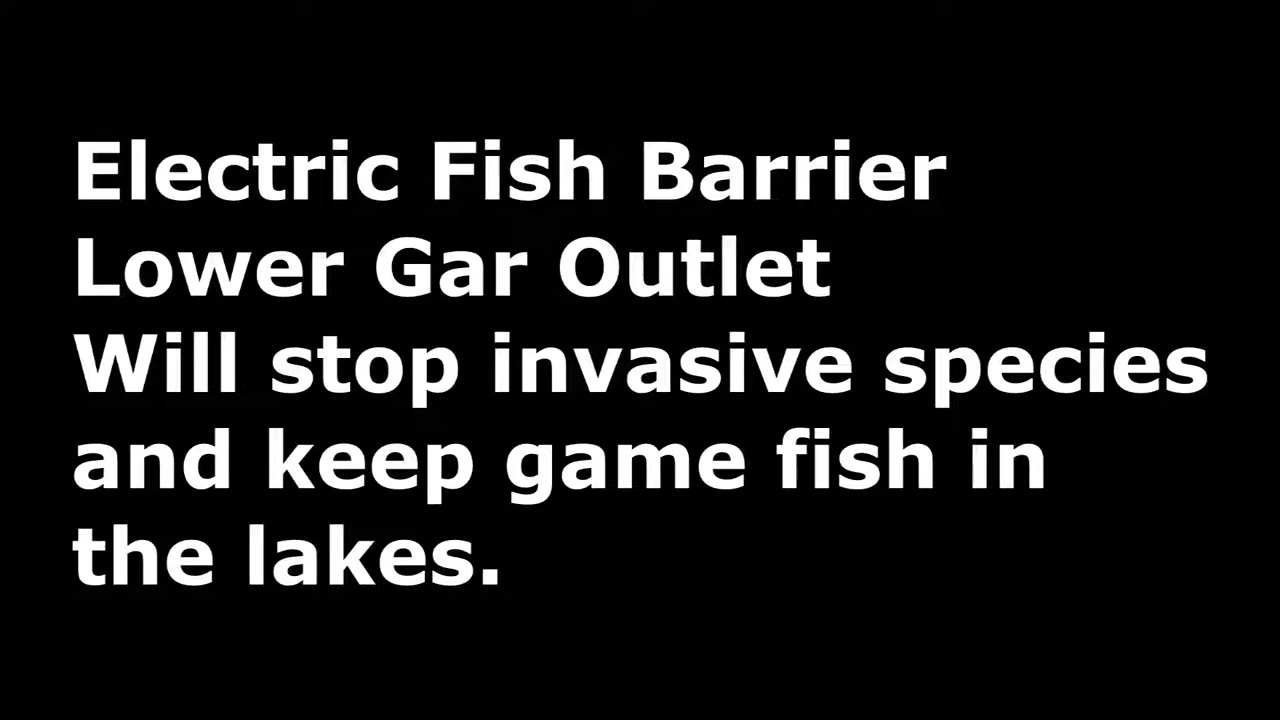 Electric Fish Barrier
Lower Gar Outlet
Will stop invasive species
and keep game fish in
the lakes.